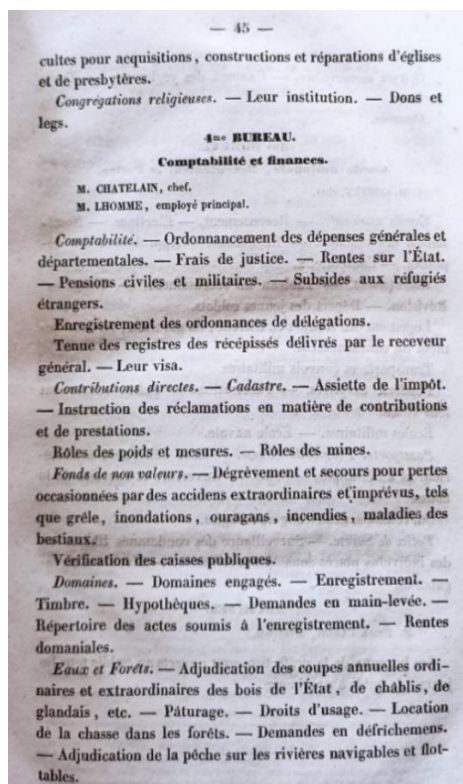 — 45 —
cultes pour acquisitions, constructions et réparations d'églises
et de presbytères.
Congrégations religieuses. — Leur institution. — Dons et
legs.
4me BUREAU.
Comptabilité et finances.
M. CHATELAIN, chef.
M. LHOMME, employé principal.
Comptabilité. — Ordonnancement des dépenses générales et
départementales. — Frais de justice. — Rentes sur l'État.
— Pensions civiles et militaires. — Subsides aux réfugiés
étrangers.
Enregistrement des ordonnances de délégations.
Tenue des registres des récépissés délivrés par le receveur
général. — Leur visa.
Contributions directes. — Cadastre. — Assiette de l'impôt.
— Instruction des réclamations en matière de contributions
et de prestations.
Rôles des poids et mesures. — Rôles des mines.
Fonds de non valeurs. — Dégrèvement et secours pour pertes
occasionnées par des accidens extraordinaires et imprévus, tels
que grêle, inondations, ouragans, incendies, maladies des
bestiaux.
Vérification des caisses publiques.
Domaines. — Domaines engagés. — Enregistrement. —
Timbre. — Hypothèques. — Demandes en main-levée. —
Répertoire des actes soumis à l'enregistrement. — Rentes
domaniales.
Eaux et Forêts. — Adjudication des coupes annuelles ordi-
naires et extraordinaires des bois de l'État, de châblis, de
glandais, etc. — Pâturage. — Droits d'usage. — Location
de la chasse dans les forêts. — Demandes en défrichemens.
— Adjudication de la pêche sur les rivières navigables et flot-
tables.